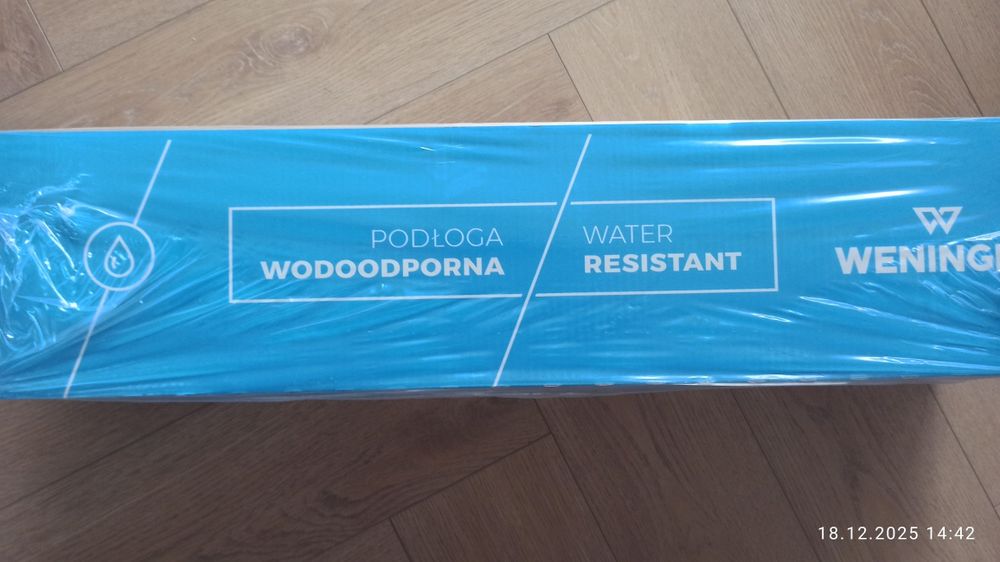 PODŁOGA
WODOODPORNA
WATER
RESISTANT
W
18.12.2025 14:42